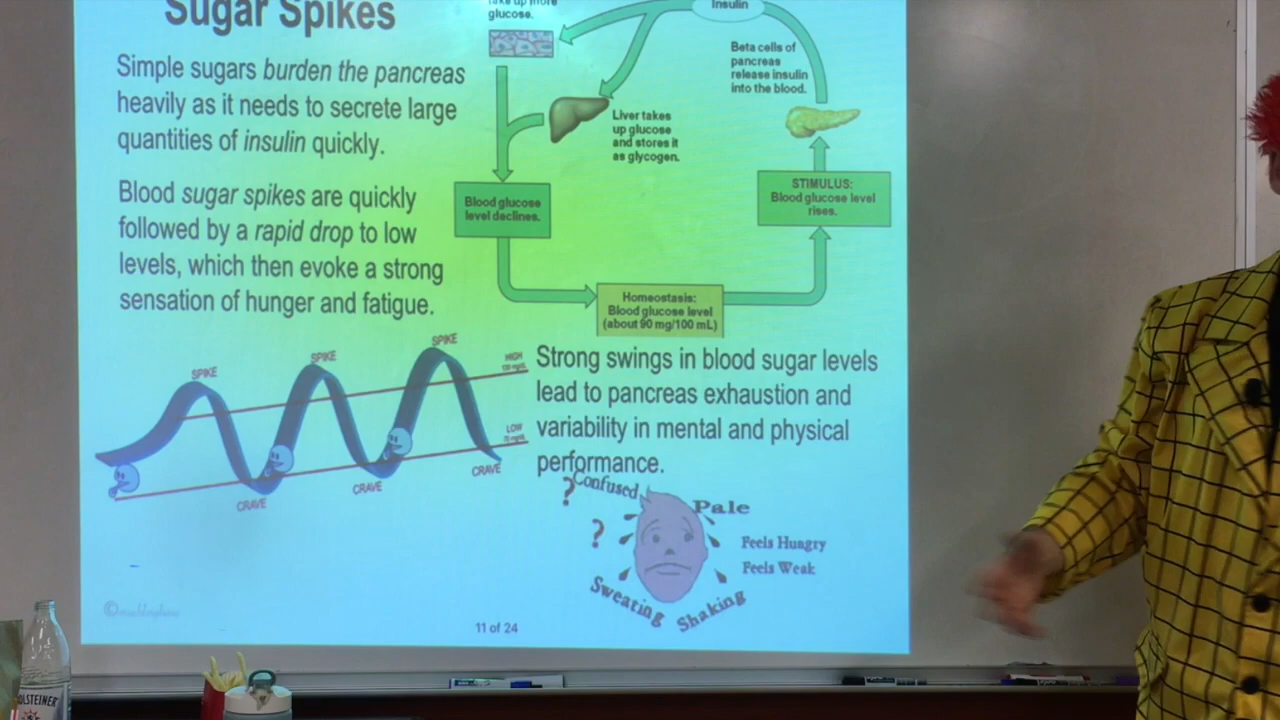 Sugar Spikes
Simple sugars burden the pancreas
heavily as it needs to secrete large
quantities of insulin quickly.
Blood sugar spikes are quickly
followed by a rapid drop to low
levels, which then evoke a strong
sensation of hunger and fatigue.
take up more
glucose.
Insulin
Beta cells of
pancreas
release insulin
into the blood.
Liver takes
up glucose
and stores it
as glycogen.
Blood glucose
level declines.
STIMULUS:
Blood glucose level
rises.
Homeostasis:
Blood glucose level
(about 90 mg/100 mL)
SPIKE
SPIKE
SPIKE
HIGH
LOW
CRAVE
CRAVE
CRAVE
Strong swings in blood sugar levels
lead to pancreas exhaustion and
variability in mental and physical
performance.
? Confused
?
Pale
Feels Hungry
Feels Weak
Sweating
Shaking
11 of 24
OLSTEINER